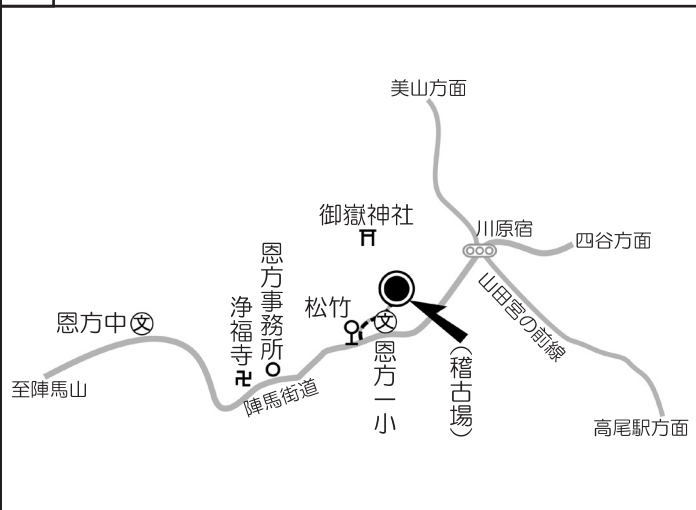 美山方面
御嶽神社
川原宿
四谷方面
恩方事務所
松竹
浄福寺
恩方中
文
文
山田宮の前線
恩方一小
(稽古場)
至陣馬山
陣馬街道
高尾駅方面